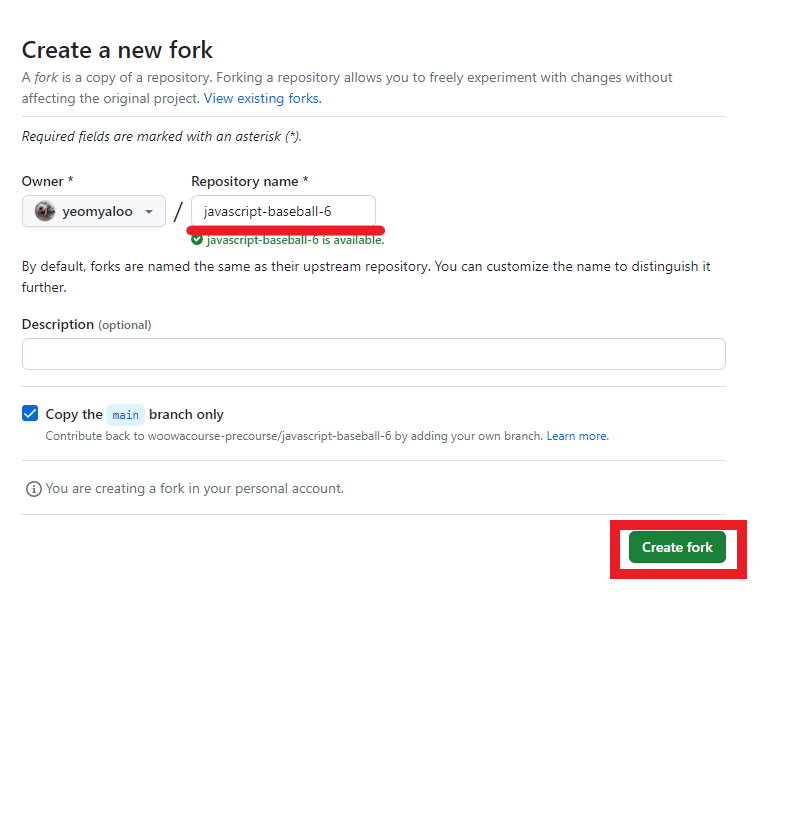 Create a new fork
A fork is a copy of a repository. Forking a repository allows you to freely experiment with changes without
affecting the original project. View existing forks.
Required fields are marked with an asterisk (*).
Owner * Repository name *
yeomyaloo / javascript-baseball-6
javascript-baseball-6 is available.
By default, forks are named the same as their upstream repository. You can customize the name to distinguish it
further.
Description (optional)
Copy the main branch only
Contribute back to woowacourse-precourse/javascript-baseball-6 by adding your own branch. Learn more.
You are creating a fork in your personal account.
Create fork